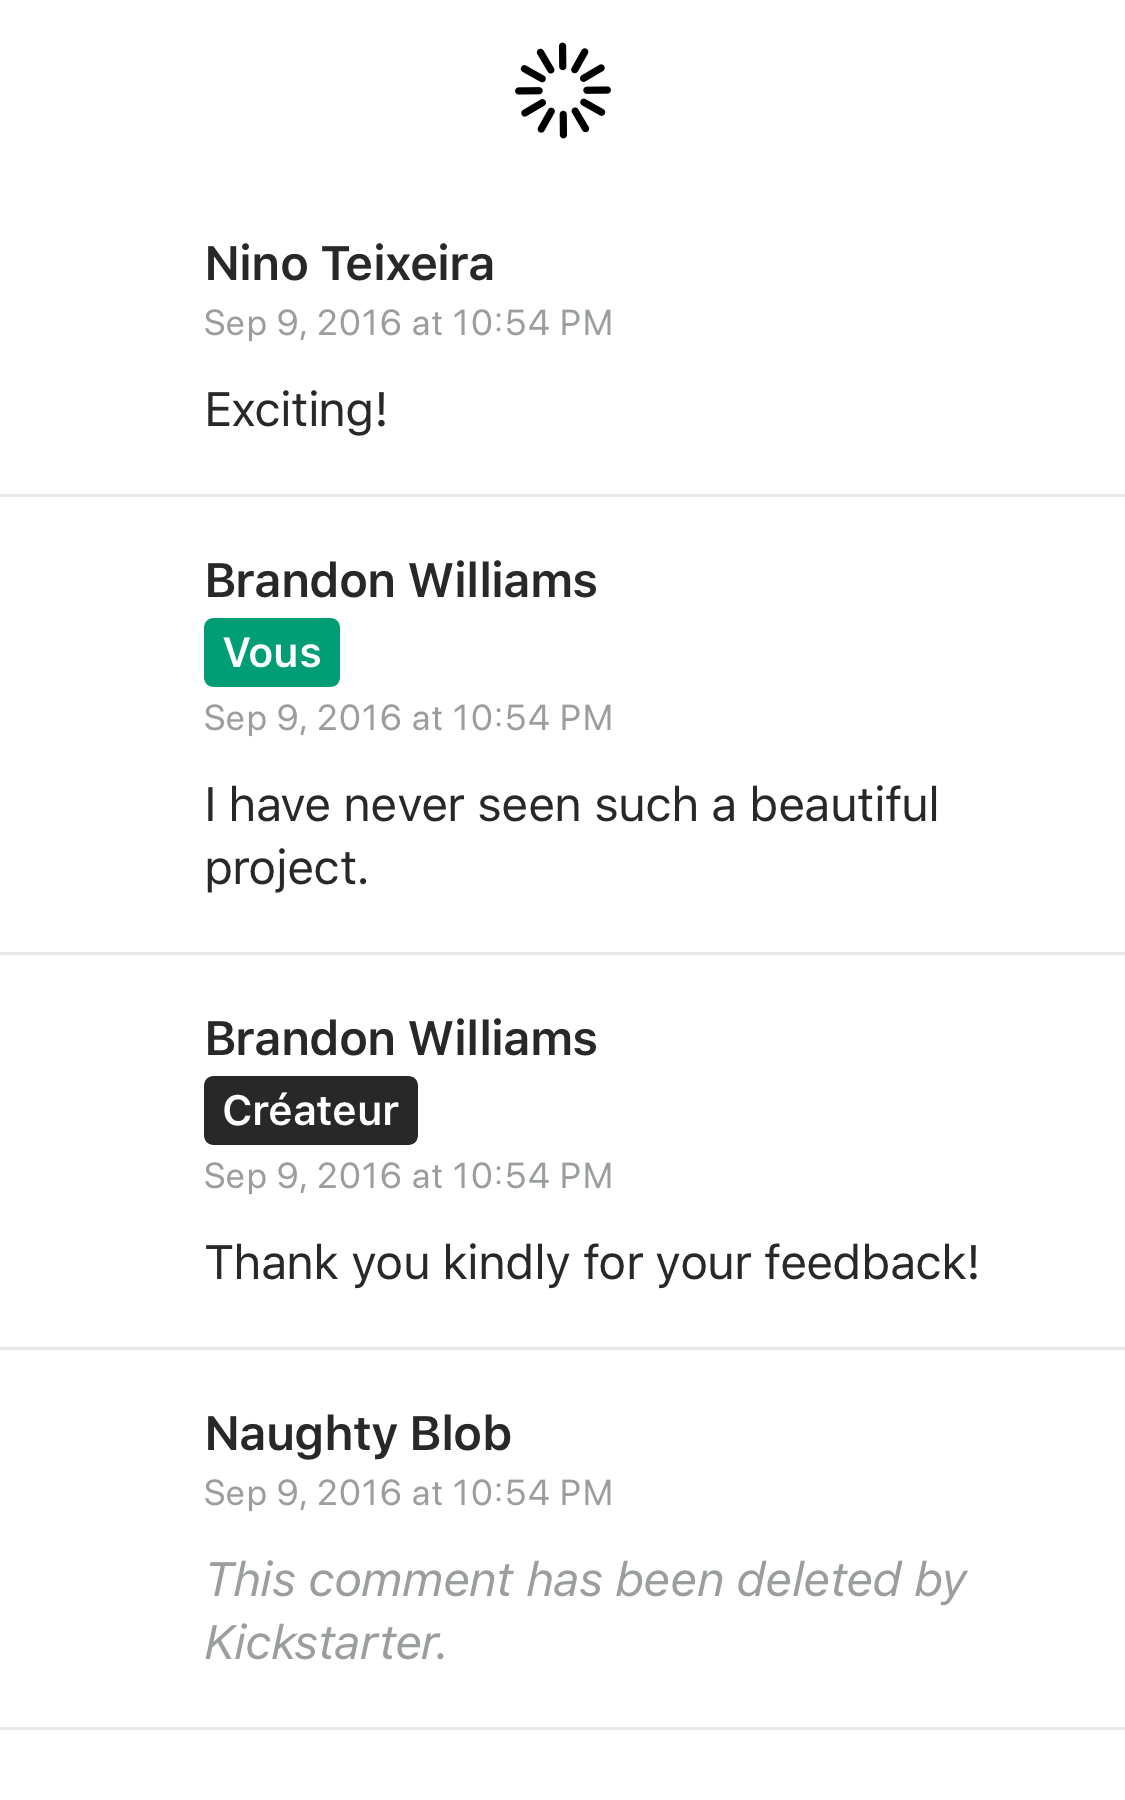 Nino Teixeira
Sep 9, 2016 at 10:54 PM
Exciting!
Brandon Williams
Vous
Sep 9, 2016 at 10:54 PM
I have never seen such a beautiful
project.
Brandon Williams
Créateur
Sep 9, 2016 at 10:54 PM
Thank you kindly for your feedback!
Naughty Blob
Sep 9, 2016 at 10:54 PM
This comment has been deleted by
Kickstarter.